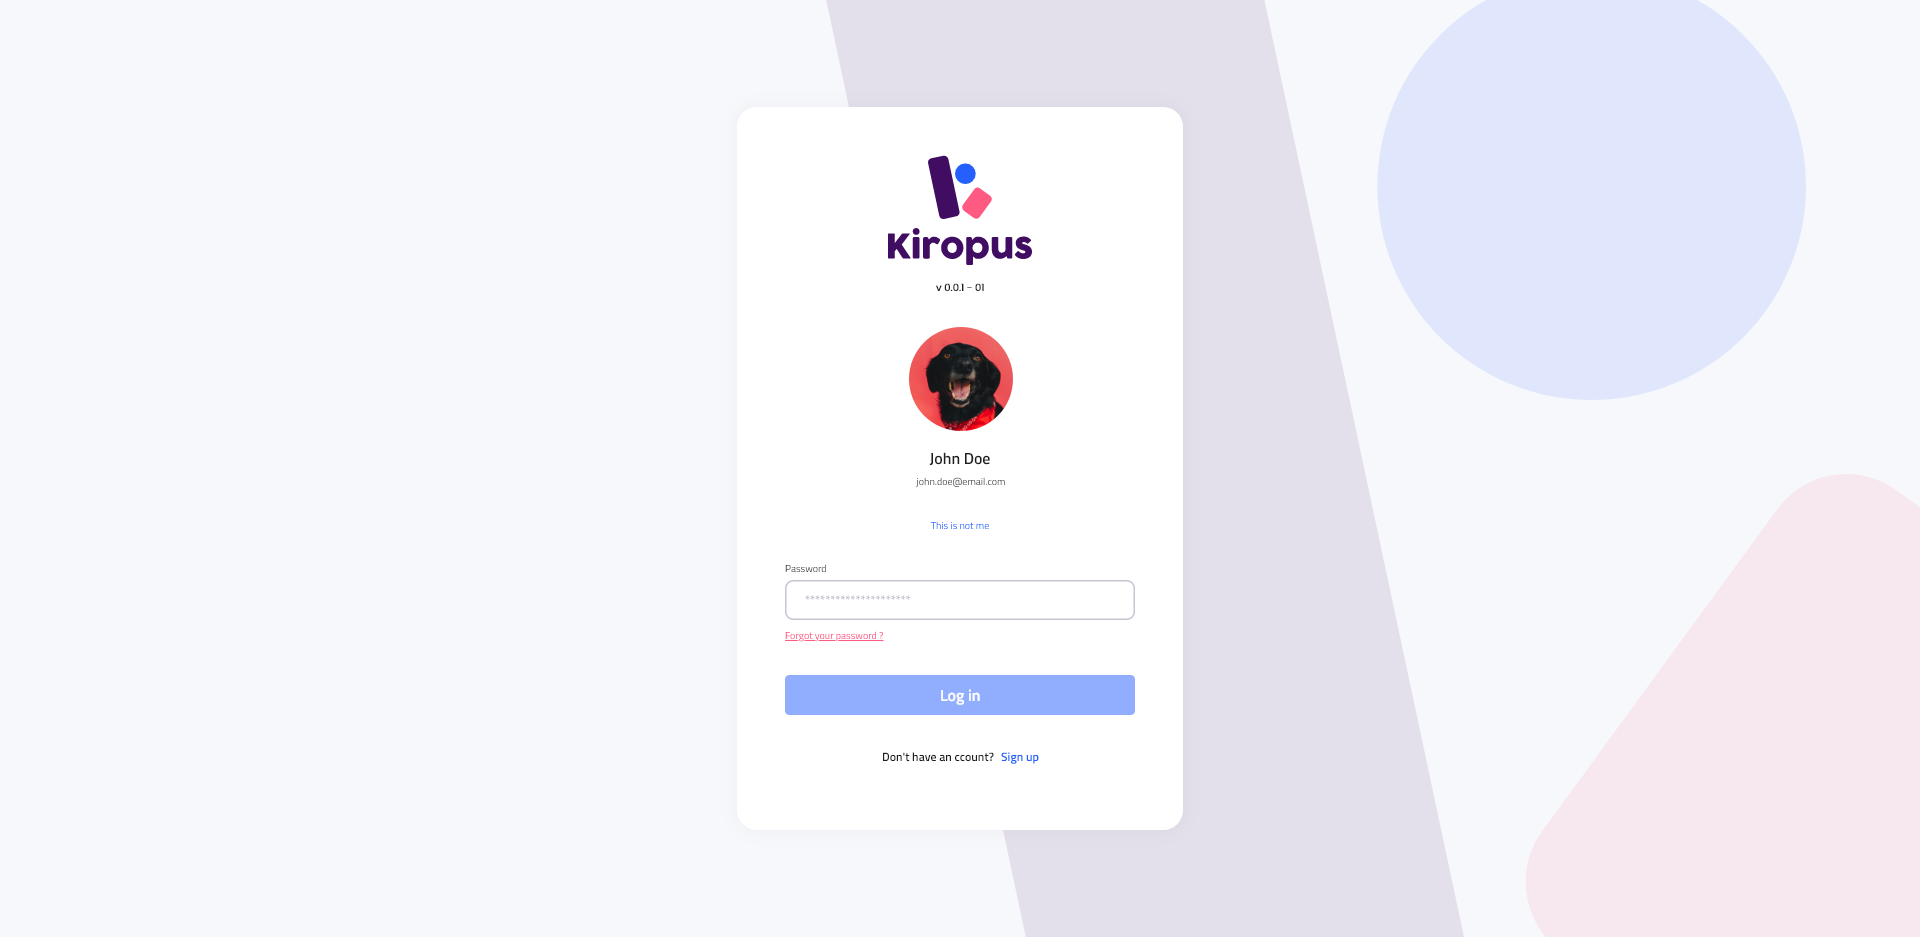 Kiropus
v 0.0.1 - 01
John Doe
john.doe@email.com
This is not me
Password
*********************
Forgot your password ?
Log in
Don't have an ccount? Sign up